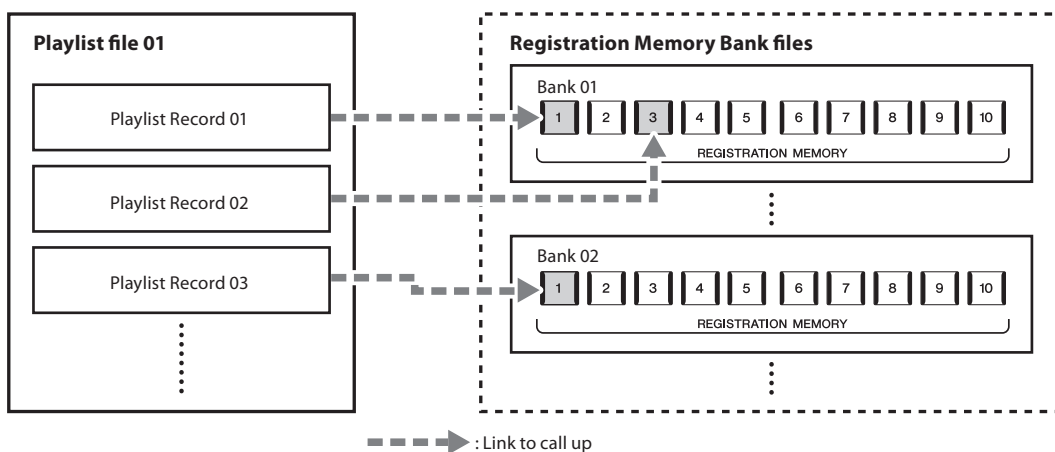 Playlist file 01
Playlist Record 01
Playlist Record 02
Playlist Record 03
Registration Memory Bank files
Bank 01
1 2 3 4 5 6 7 8 9 10
REGISTRATION MEMORY
Bank 02
1 2 3 4 5 6 7 8 9 10
REGISTRATION MEMORY
: Link to call up